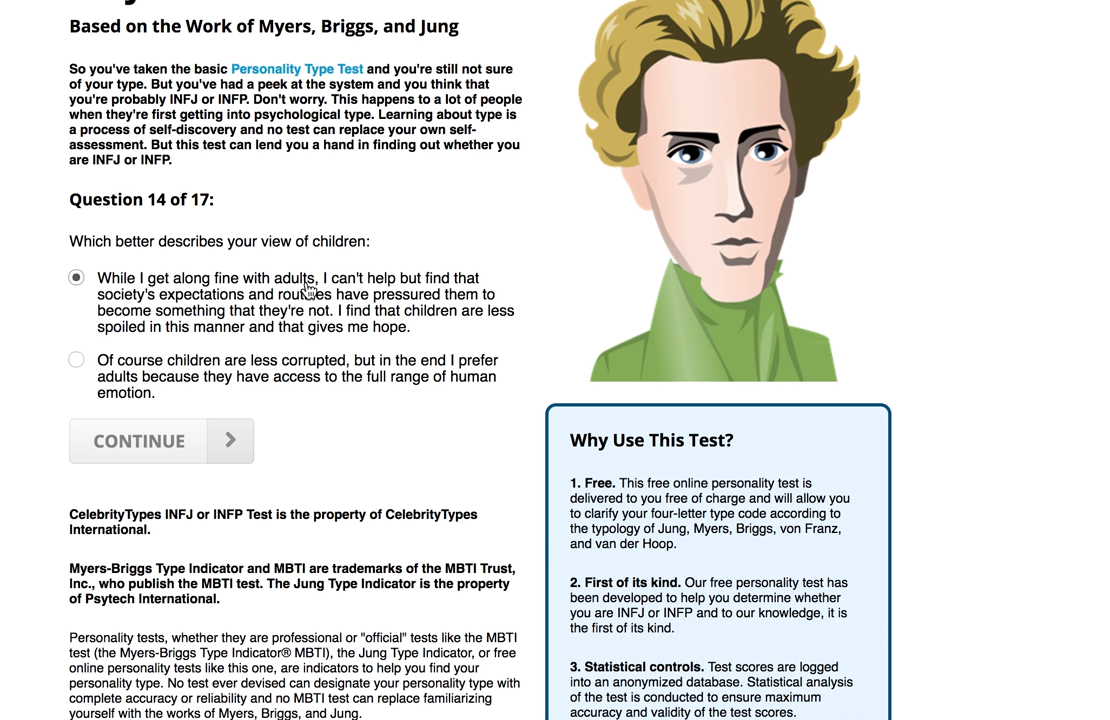 Based on the Work of Myers, Briggs, and Jung
So you've taken the basic Personality Type Test and you're still not sure
of your type. But you've had a peek at the system and you think that
you're probably INFJ or INFP. Don't worry. This happens to a lot of people
when they're first getting into psychological type. Learning about type is
a process of self-discovery and no test can replace your own self-
assessment. But this test can lend you a hand in finding out whether you
are INFJ or INFP.
Question 14 of 17:
Which better describes your view of children:
While I get along fine with adults, I can't help but find that
society's expectations and routines have pressured them to
become something that they're not. I find that children are less
spoiled in this manner and that gives me hope.
Of course children are less corrupted, but in the end I prefer
adults because they have access to the full range of human
emotion.
CONTINUE
CelebrityTypes INFJ or INFP Test is the property of CelebrityTypes
International.
Myers-Briggs Type Indicator and MBTI are trademarks of the MBTI Trust,
Inc., who publish the MBTI test. The Jung Type Indicator is the property
of Psytech International.
Personality tests, whether they are professional or "official" tests like the MBTI
test (the Myers-Briggs Type Indicator® MBTI), the Jung Type Indicator, or free
online personality tests like this one, are indicators to help you find your
personality type. No test ever devised can designate your personality type with
complete accuracy or reliability and no MBTI test can replace familiarizing
yourself with the works of Myers, Briggs, and Jung.
Why Use This Test?
1. Free. This free online personality test is
delivered to you free of charge and will allow you
to clarify your four-letter type code according to
the typology of Jung, Myers, Briggs, von Franz,
and van der Hoop.
2. First of its kind. Our free personality test has
been developed to help you determine whether
you are INFJ or INFP and to our knowledge, it is
the first of its kind.
3. Statistical controls. Test scores are logged
into an anonymized database. Statistical analysis
of the test is conducted to ensure maximum
accuracy and validity of the test scores.